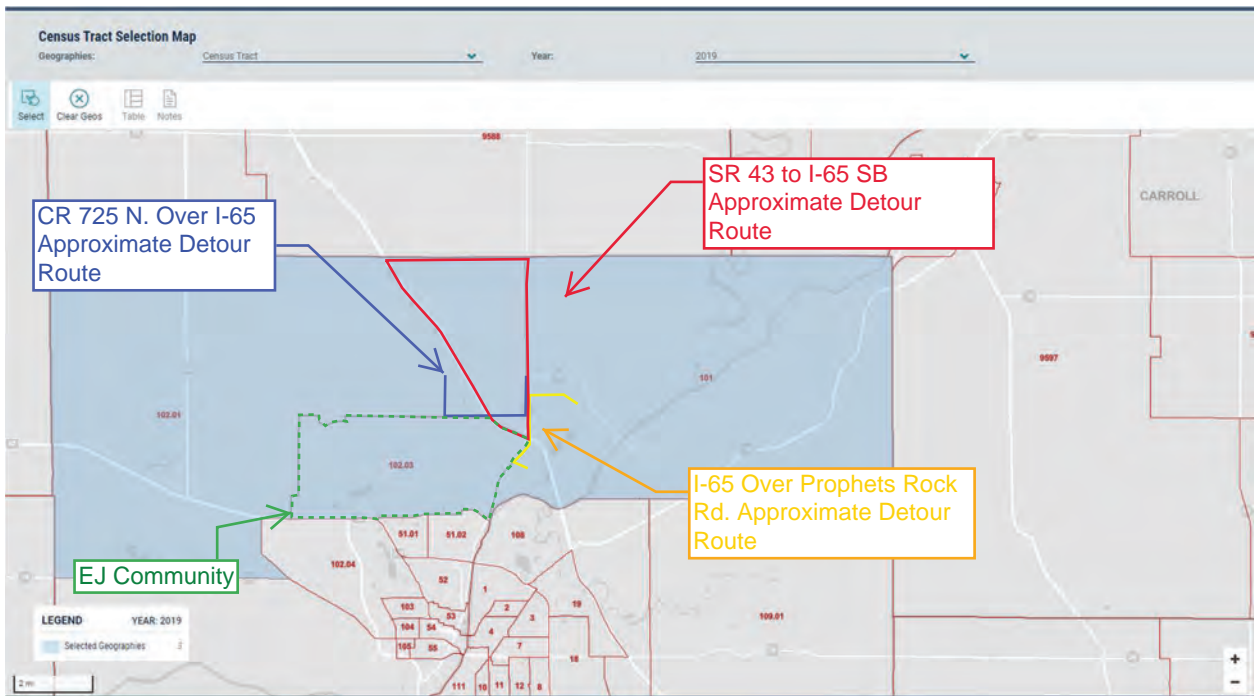 Census Tract Selection Map
Geographies: Census Tract Year: 2019
Select Clear Geos Table Notes
9588
SR 43 to I-65 SB
Approximate Detour
Route
CARROLL
CR 725 N. Over I-65
Approximate Detour
Route
9597
101
102.01
102.03
I-65 Over Prophets Rock
Rd. Approximate Detour
Route
EJ Community
51.01
51.02
108
102.04
52
1
19
103
2
53
3
109.01
104
54
4
7
105
55
18
111
10
11
12
8
LEGEND YEAR: 2019
Selected Geographies
2 mi
+
−